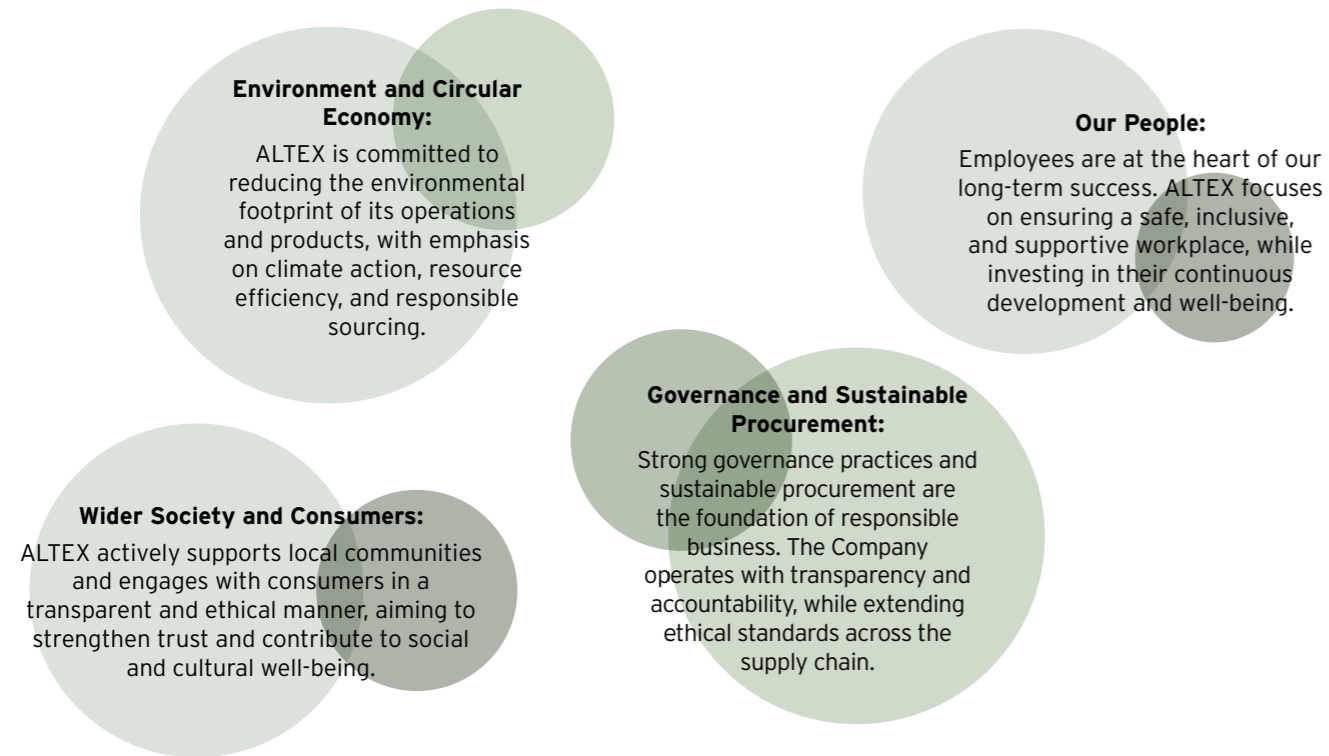 Environment and Circular
Economy:
ALTEX is committed to
reducing the environmental
footprint of its operations
and products, with emphasis
on climate action, resource
efficiency, and responsible
sourcing.
Our People:
Employees are at the heart of our
long-term success. ALTEX focuses
on ensuring a safe, inclusive,
and supportive workplace, while
investing in their continuous
development and well-being.
Governance and Sustainable
Procurement:
Strong governance practices and
sustainable procurement are
the foundation of responsible
business. The Company
operates with transparency and
accountability, while extending
ethical standards across the
supply chain.
Wider Society and Consumers:
ALTEX actively supports local communities
and engages with consumers in a
transparent and ethical manner, aiming to
strengthen trust and contribute to social
and cultural well-being.